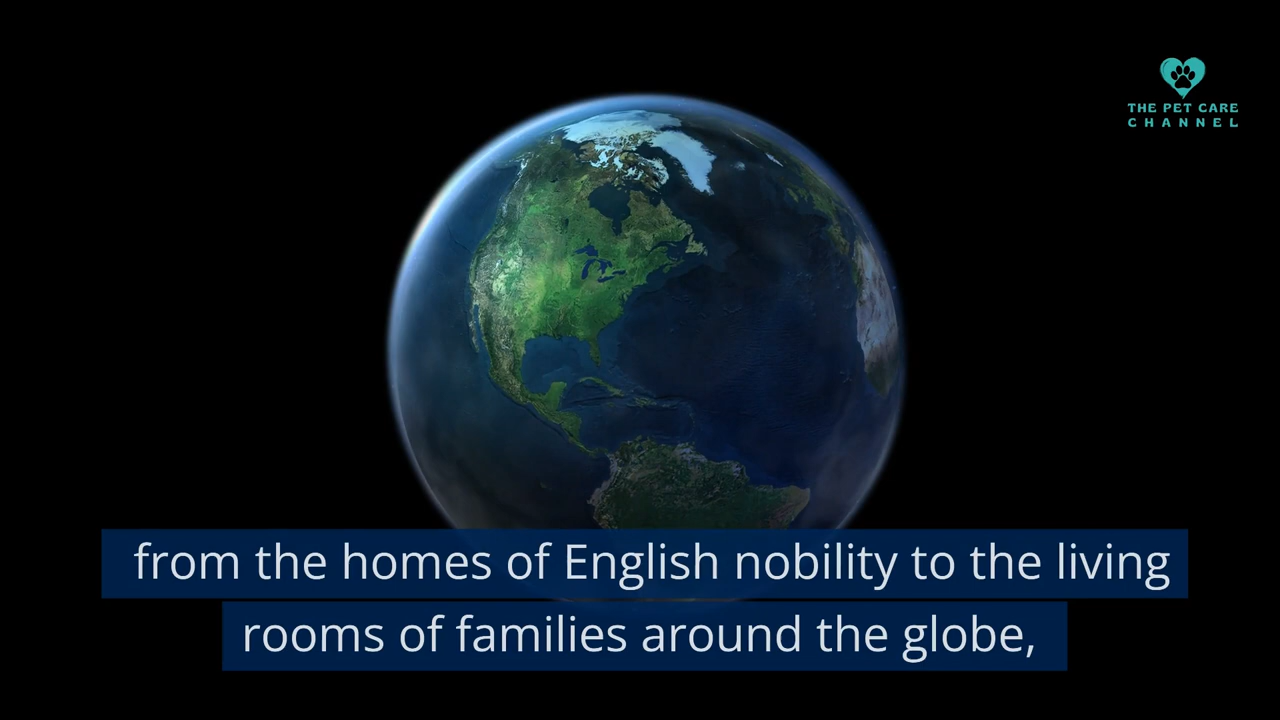 THE PET CARE
CHANNEL
from the homes of English nobility to the living
rooms of families around the globe,